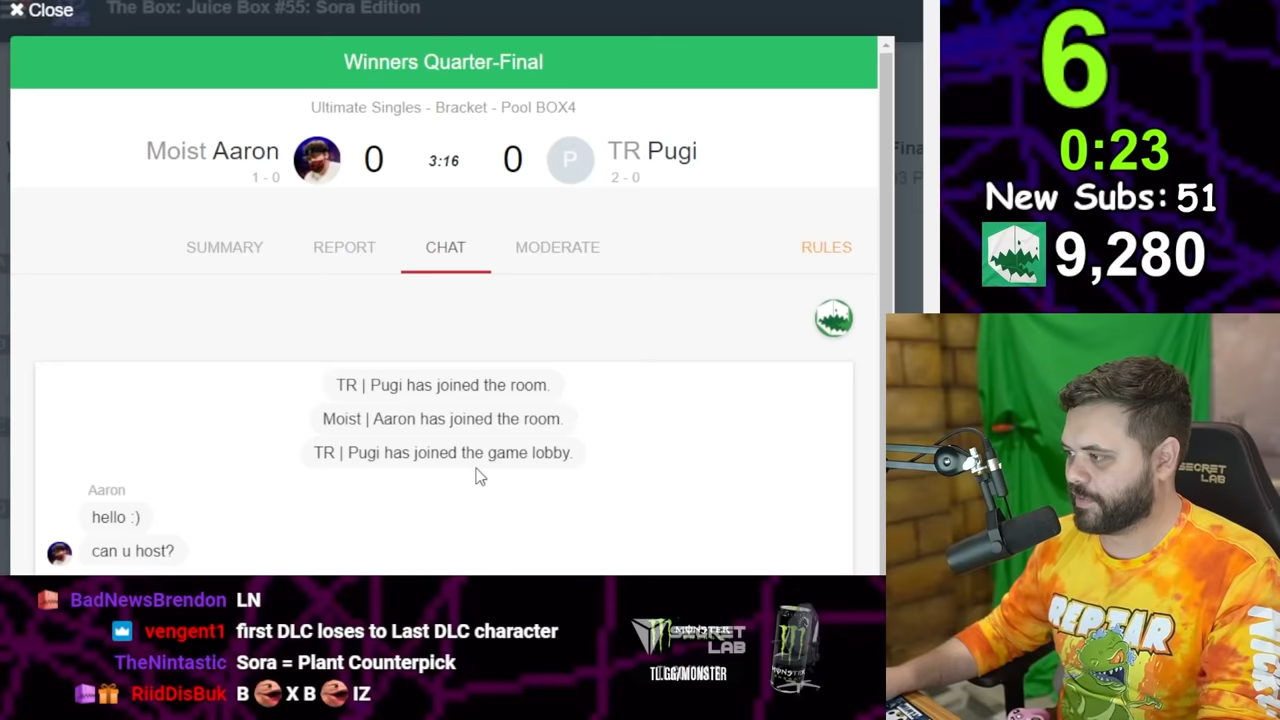 ✖ Close
The Box: Juice Box #55: Sora Edition
Winners Quarter-Final
Ultimate Singles - Bracket - Pool BOX4
Moist Aaron 0 3:16 0 P TR Pugi
1 - 0 2 - 0
SUMMARY REPORT CHAT MODERATE RULES
TR | Pugi has joined the room.
Moist | Aaron has joined the room.
TR | Pugi has joined the game lobby.
Aaron
hello :)
can u host?
6
0:23
New Subs: 51
9,280
BadNewsBrendon LN
vengent1 first DLC loses to Last DLC character
TheNintastic Sora = Plant Counterpick
RiidDisBuk B X B IZ
MONSTER
SECRET
LAB
TL.GG/MONSTER
SECRET
LAB
REPTAR